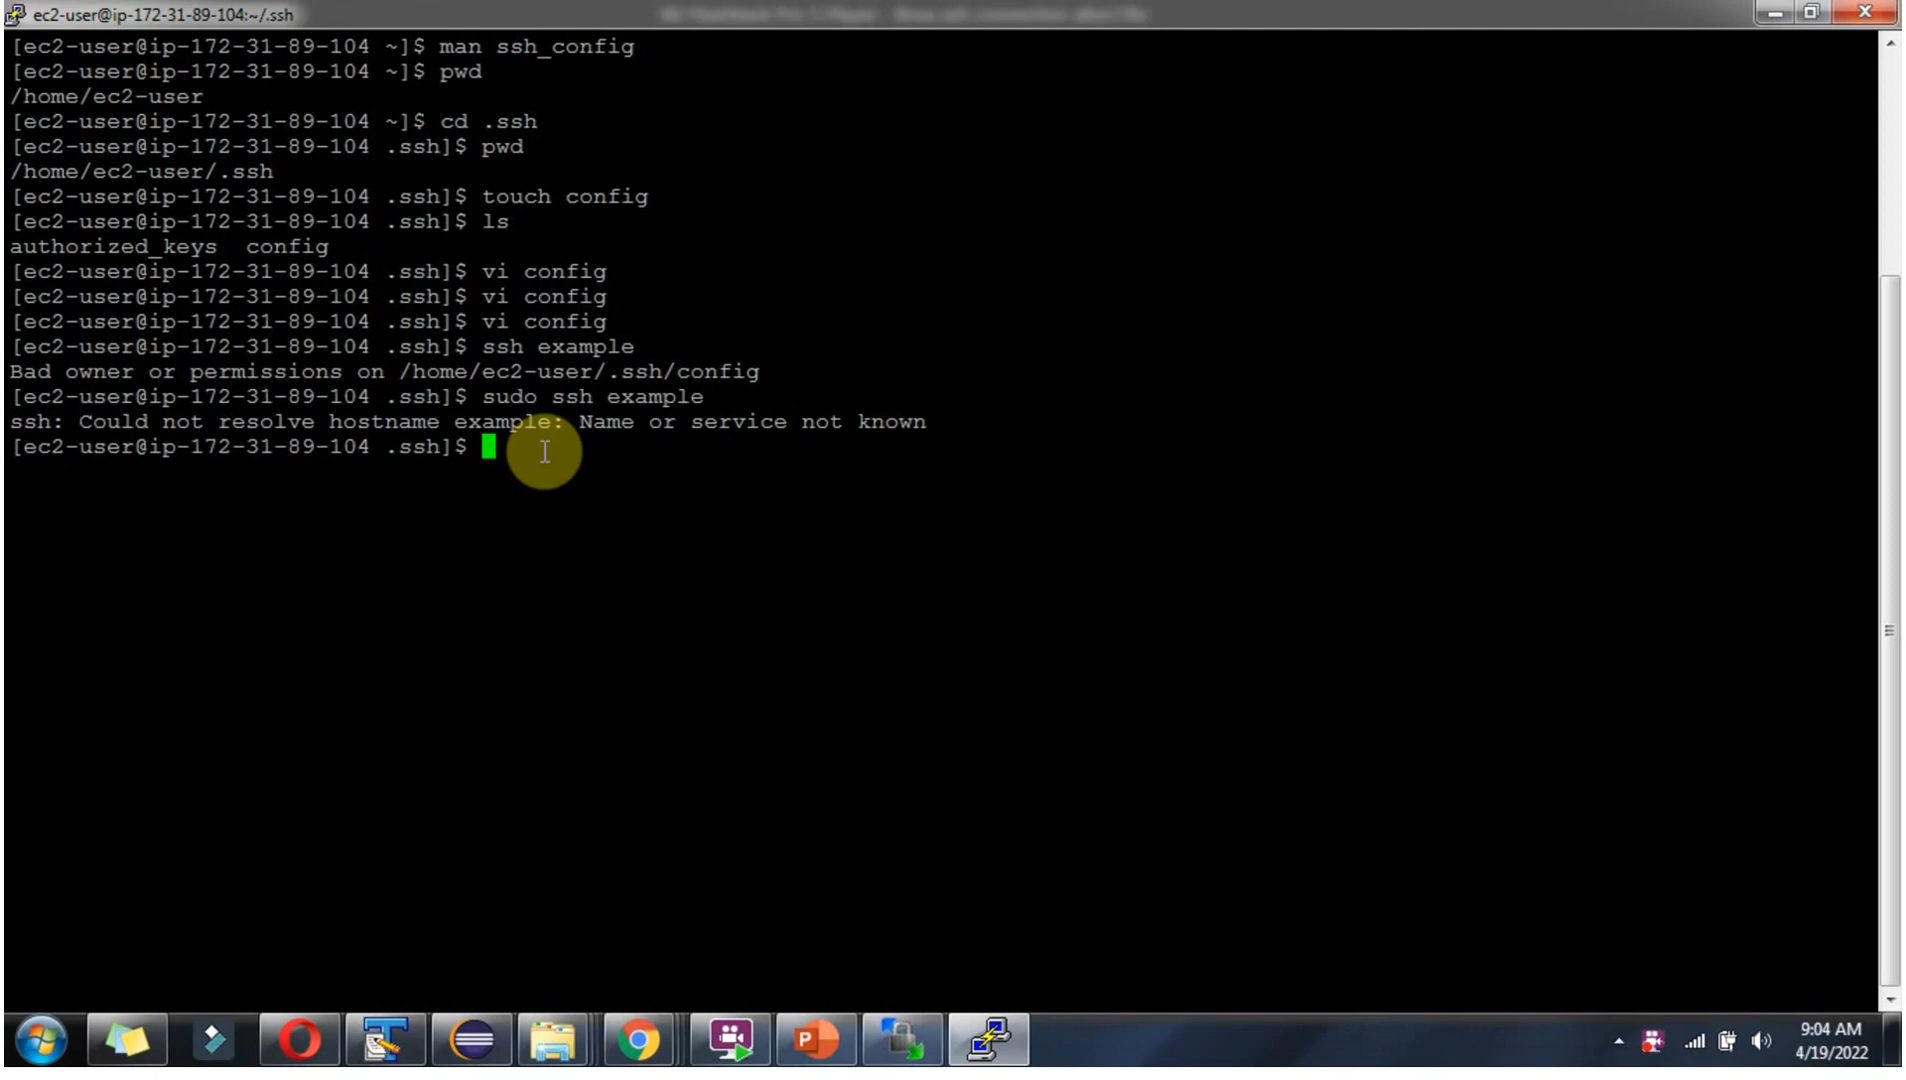 ec2-user@ip-172-31-89-104:~/.ssh
[ec2-user@ip-172-31-89-104 ~]$ man ssh_config
[ec2-user@ip-172-31-89-104 ~]$ pwd
/home/ec2-user
[ec2-user@ip-172-31-89-104 ~]$ cd .ssh
[ec2-user@ip-172-31-89-104 .ssh]$ pwd
/home/ec2-user/.ssh
[ec2-user@ip-172-31-89-104 .ssh]$ touch config
[ec2-user@ip-172-31-89-104 .ssh]$ ls
authorized_keys  config
[ec2-user@ip-172-31-89-104 .ssh]$ vi config
[ec2-user@ip-172-31-89-104 .ssh]$ vi config
[ec2-user@ip-172-31-89-104 .ssh]$ vi config
[ec2-user@ip-172-31-89-104 .ssh]$ ssh example
Bad owner or permissions on /home/ec2-user/.ssh/config
[ec2-user@ip-172-31-89-104 .ssh]$ sudo ssh example
ssh: Could not resolve hostname example: Name or service not known
[ec2-user@ip-172-31-89-104 .ssh]$
9:04 AM
4/19/2022